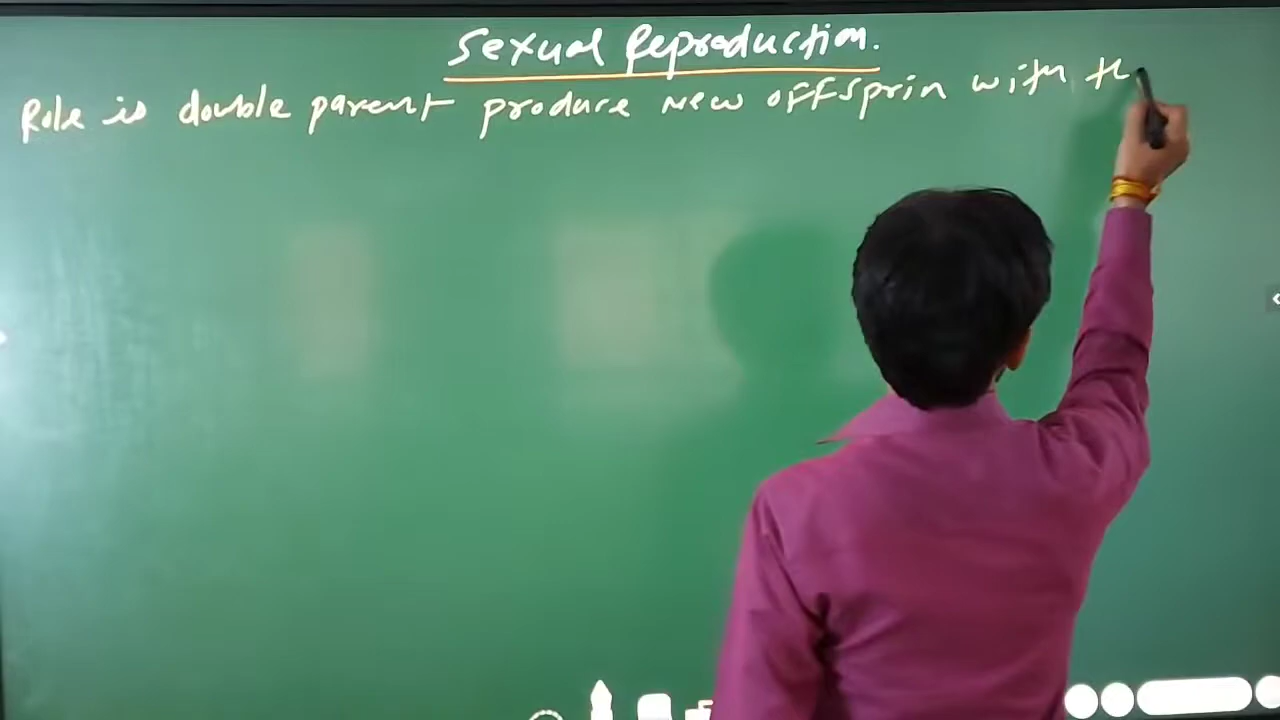 Sexual Reproduction.
Role is double parent produce New offsprin with th